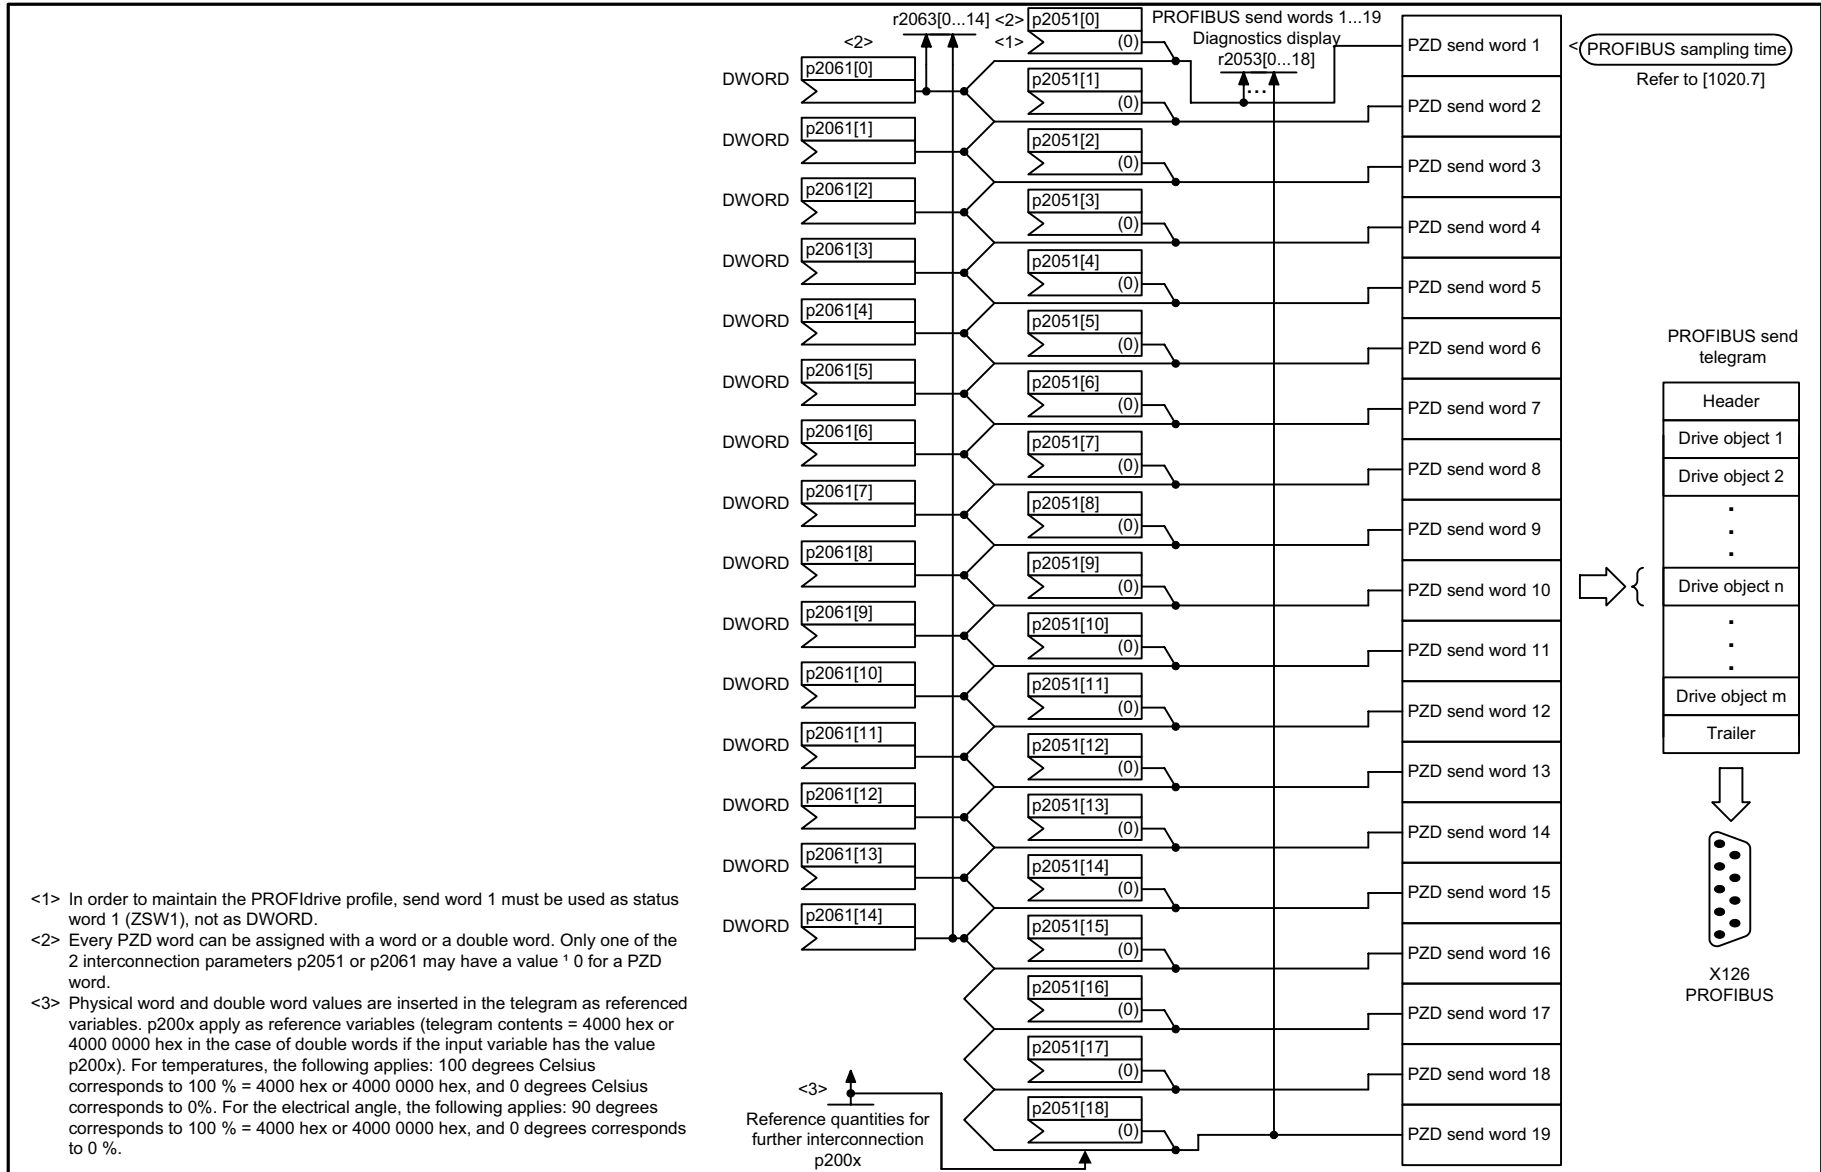 r2063[0...14]
<2>
<2>
<1>
p2051[0]
(0)
PROFIBUS send words 1...19
Diagnostics display
r2053[0...18]
...
PZD send word 1
<
PROFIBUS sampling time
Refer to [1020.7]
DWORD
p2061[0]
p2051[1]
(0)
PZD send word 2
DWORD
p2061[1]
p2051[2]
(0)
PZD send word 3
DWORD
p2061[2]
p2051[3]
(0)
PZD send word 4
DWORD
p2061[3]
p2051[4]
(0)
PZD send word 5
DWORD
p2061[4]
p2051[5]
(0)
PZD send word 6
DWORD
p2061[5]
p2051[6]
(0)
PZD send word 7
DWORD
p2061[6]
p2051[7]
(0)
PZD send word 8
DWORD
p2061[7]
p2051[8]
(0)
PZD send word 9
DWORD
p2061[8]
p2051[9]
(0)
PZD send word 10
DWORD
p2061[9]
p2051[10]
(0)
PZD send word 11
DWORD
p2061[10]
p2051[11]
(0)
PZD send word 12
DWORD
p2061[11]
p2051[12]
(0)
PZD send word 13
DWORD
p2061[12]
p2051[13]
(0)
PZD send word 14
DWORD
p2061[13]
p2051[14]
(0)
PZD send word 15
DWORD
p2061[14]
p2051[15]
(0)
PZD send word 16
p2051[16]
(0)
PZD send word 17
p2051[17]
(0)
PZD send word 18
p2051[18]
(0)
PZD send word 19
PROFIBUS send
telegram
Header
Drive object 1
Drive object 2
.
.
.
Drive object n
.
.
.
Drive object m
Trailer
X126
PROFIBUS
<3>
Reference quantities for
further interconnection
p200x
<1> In order to maintain the PROFIdrive profile, send word 1 must be used as status
word 1 (ZSW1), not as DWORD.
<2> Every PZD word can be assigned with a word or a double word. Only one of the
2 interconnection parameters p2051 or p2061 may have a value ¹ 0 for a PZD
word.
<3> Physical word and double word values are inserted in the telegram as referenced
variables. p200x apply as reference variables (telegram contents = 4000 hex or
4000 0000 hex in the case of double words if the input variable has the value
p200x). For temperatures, the following applies: 100 degrees Celsius
corresponds to 100 % = 4000 hex or 4000 0000 hex, and 0 degrees Celsius
corresponds to 0%. For the electrical angle, the following applies: 90 degrees
corresponds to 100 % = 4000 hex or 4000 0000 hex, and 0 degrees corresponds
to 0 %.